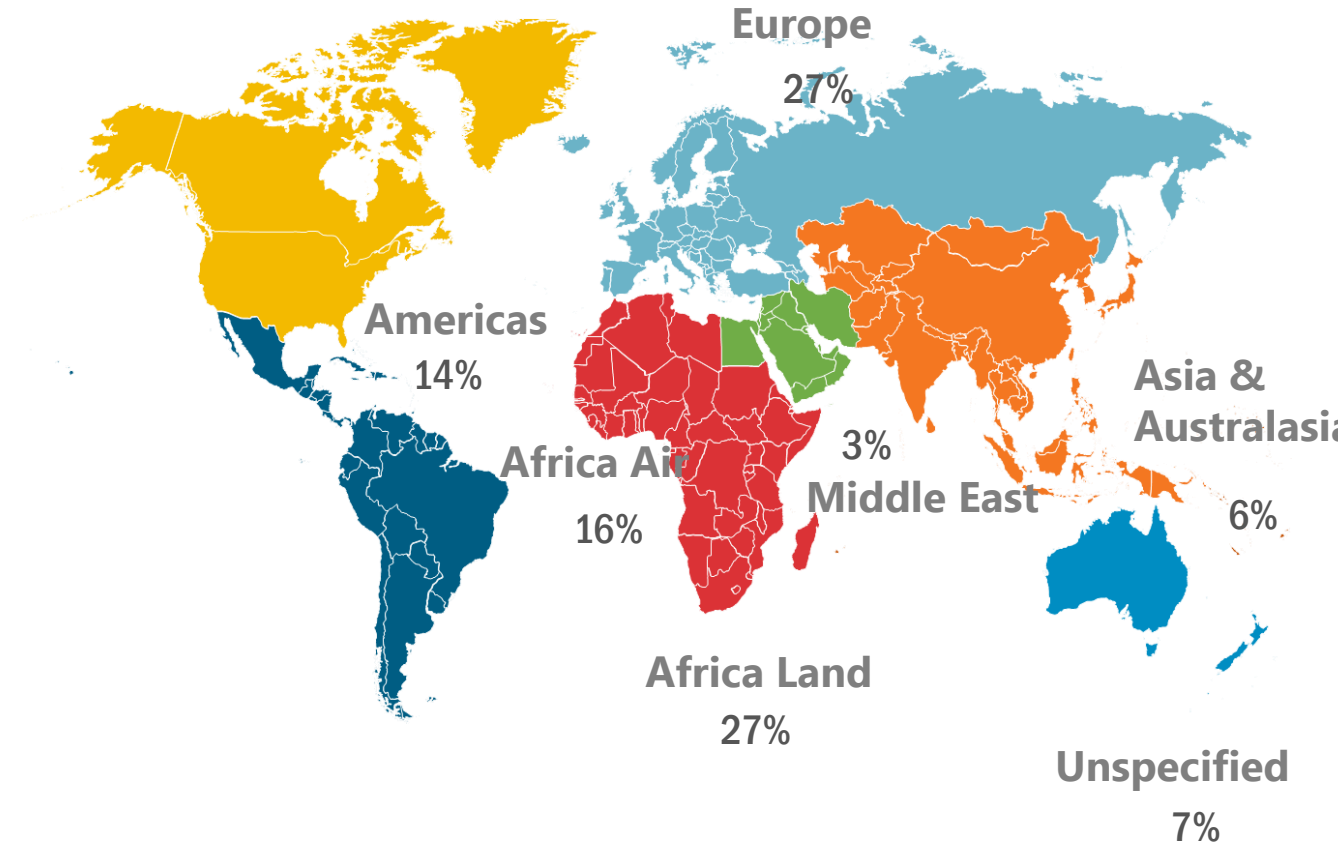 Europe
27%
Americas
14%
Asia &
Australasia
Africa Air
16%
3%
Middle East
6%
Africa Land
27%
Unspecified
7%